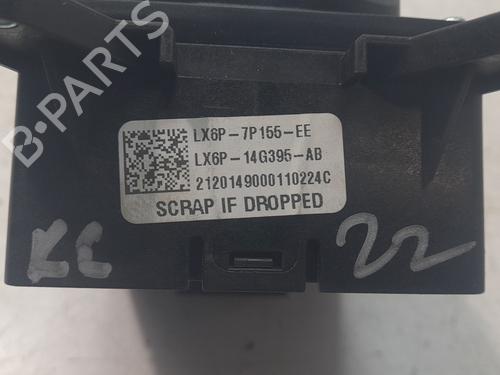 B-PARTS
LX6P-7P155-EE
LX6P-14G395-AB
2120149000110224C
SCRAP IF DROPPED
22